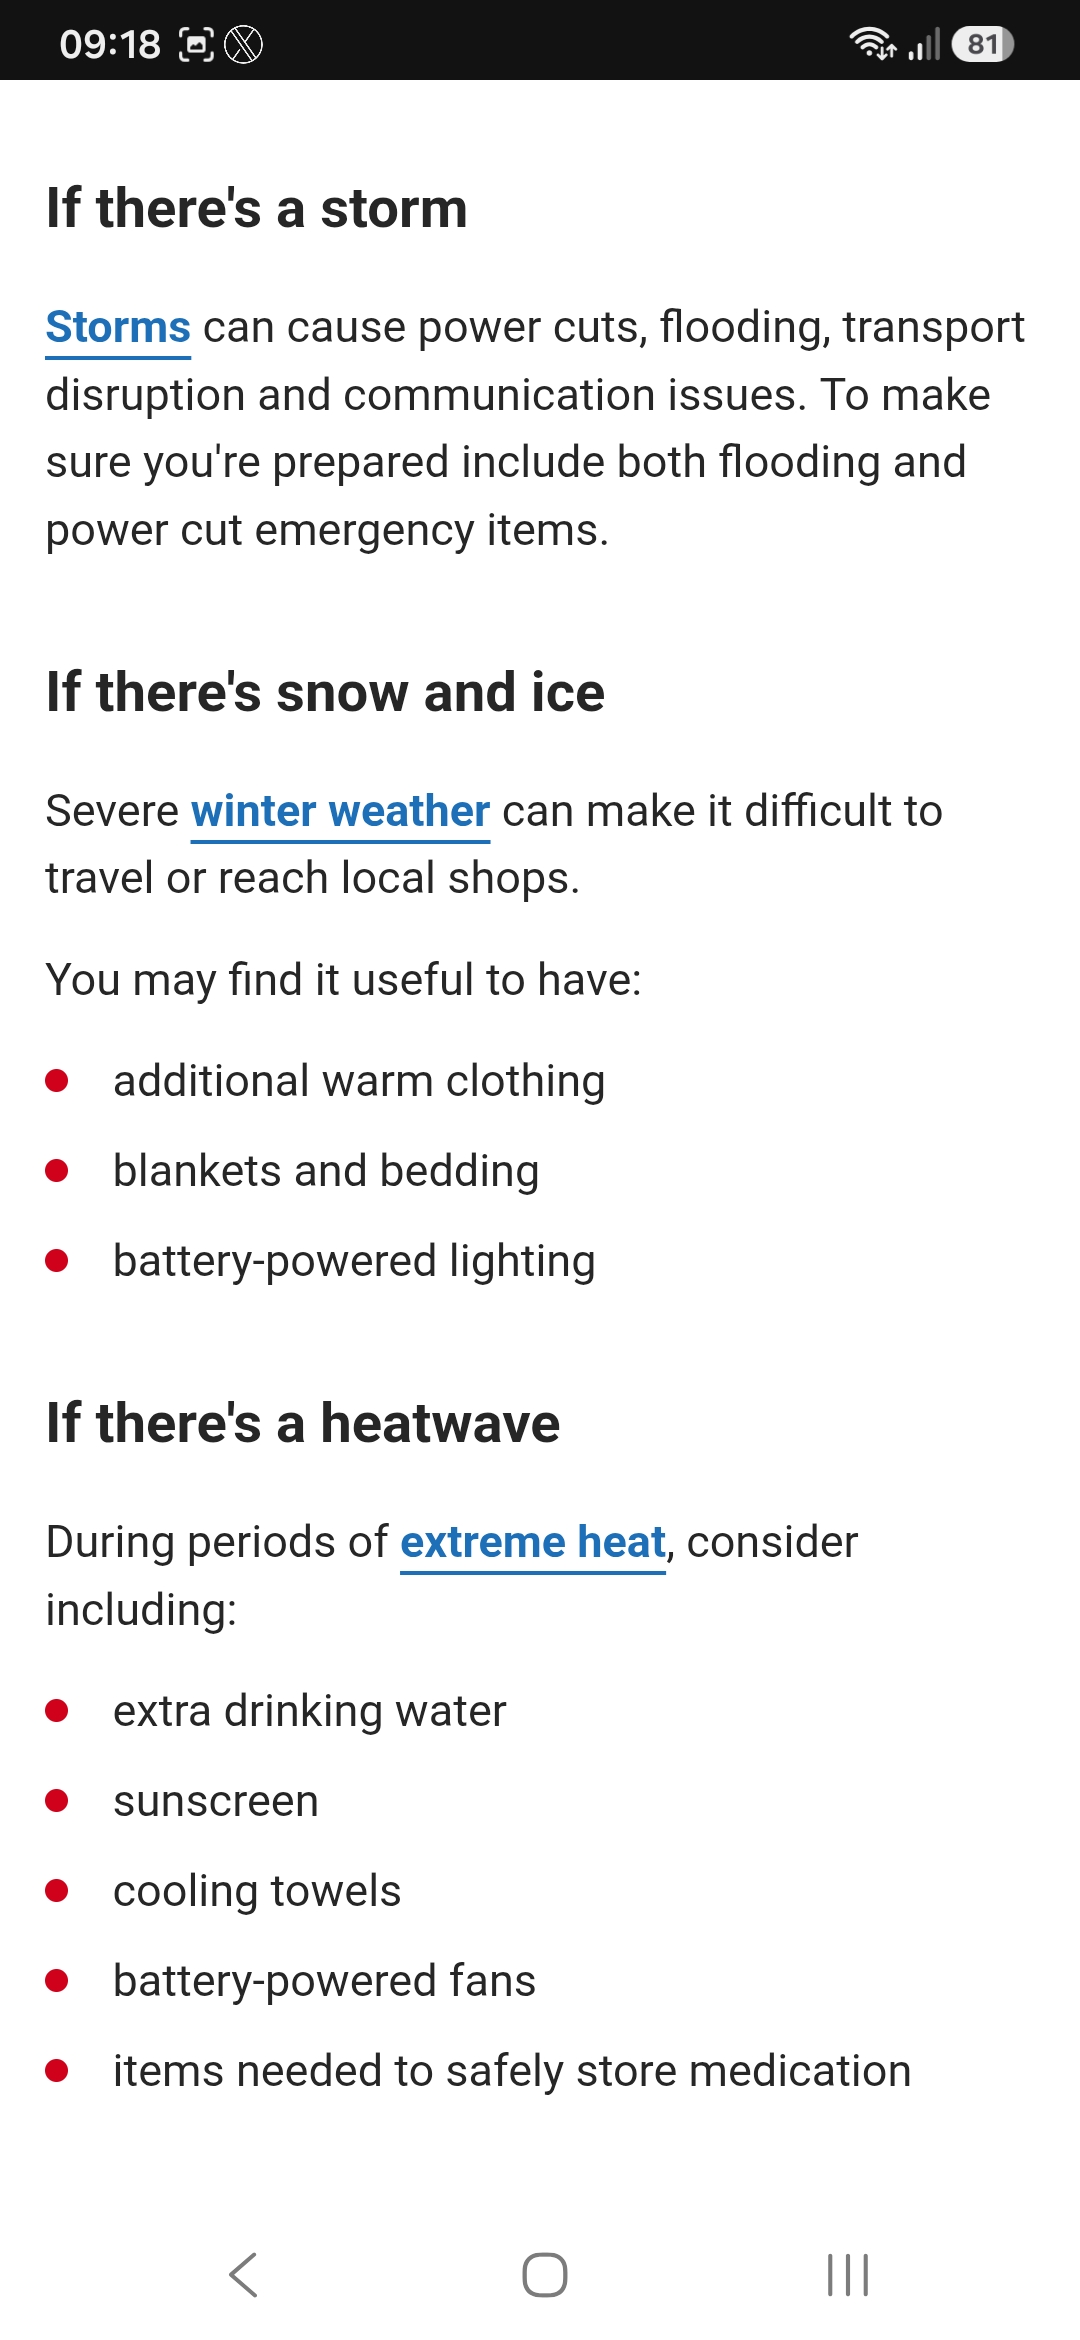 09:18
81
If there's a storm
Storms can cause power cuts, flooding, transport
disruption and communication issues. To make
sure you're prepared include both flooding and
power cut emergency items.
If there's snow and ice
Severe winter weather can make it difficult to
travel or reach local shops.
You may find it useful to have:
additional warm clothing
blankets and bedding
battery-powered lighting
If there's a heatwave
During periods of extreme heat, consider
including:
extra drinking water
sunscreen
cooling towels
battery-powered fans
items needed to safely store medication